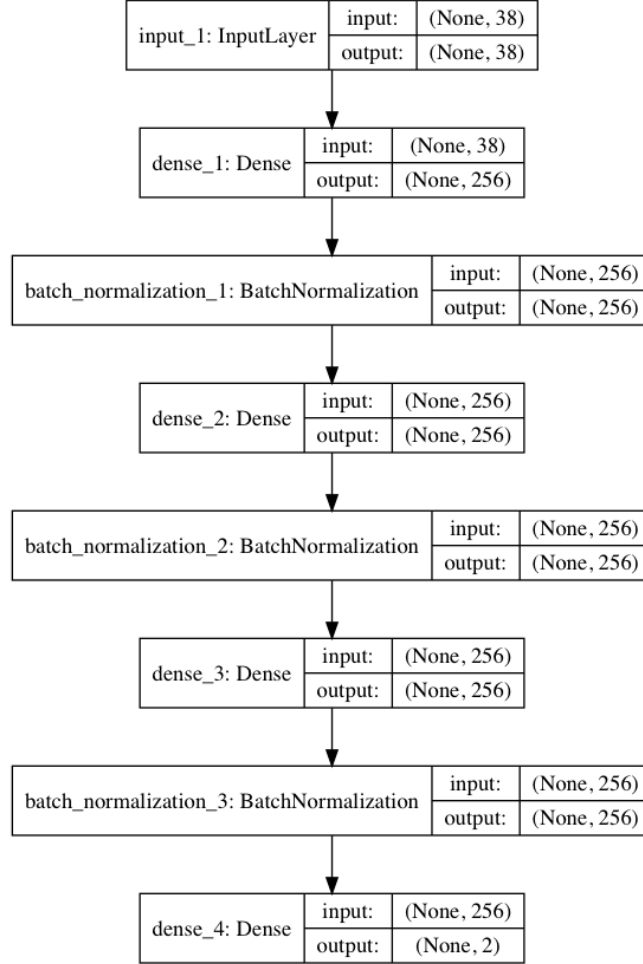 input_1: InputLayer
input: (None, 38)
output: (None, 38)
dense_1: Dense
input: (None, 38)
output: (None, 256)
batch_normalization_1: BatchNormalization
input: (None, 256)
output: (None, 256)
dense_2: Dense
input: (None, 256)
output: (None, 256)
batch_normalization_2: BatchNormalization
input: (None, 256)
output: (None, 256)
dense_3: Dense
input: (None, 256)
output: (None, 256)
batch_normalization_3: BatchNormalization
input: (None, 256)
output: (None, 256)
dense_4: Dense
input: (None, 256)
output: (None, 2)